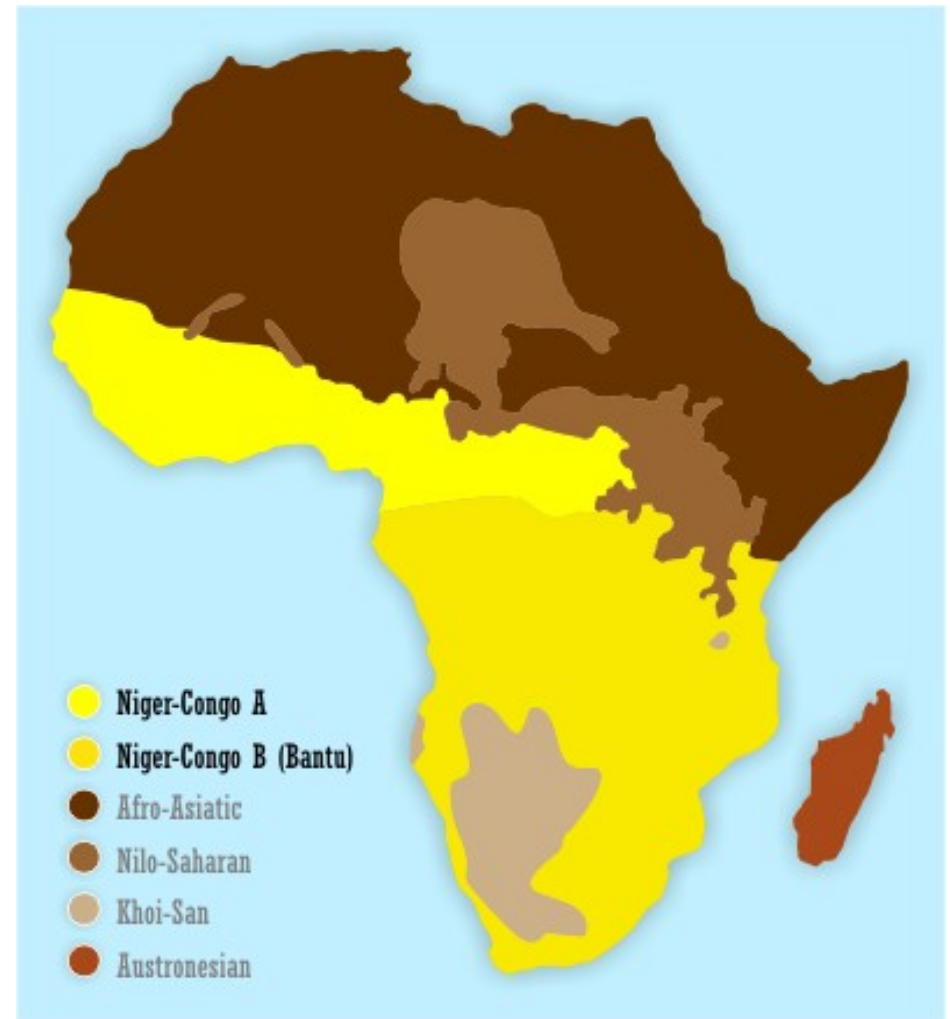 Niger-Congo A
Niger-Congo B (Bantu)
Afro-Asiatic
Nilo-Saharan
Khoi-San
Austronesian